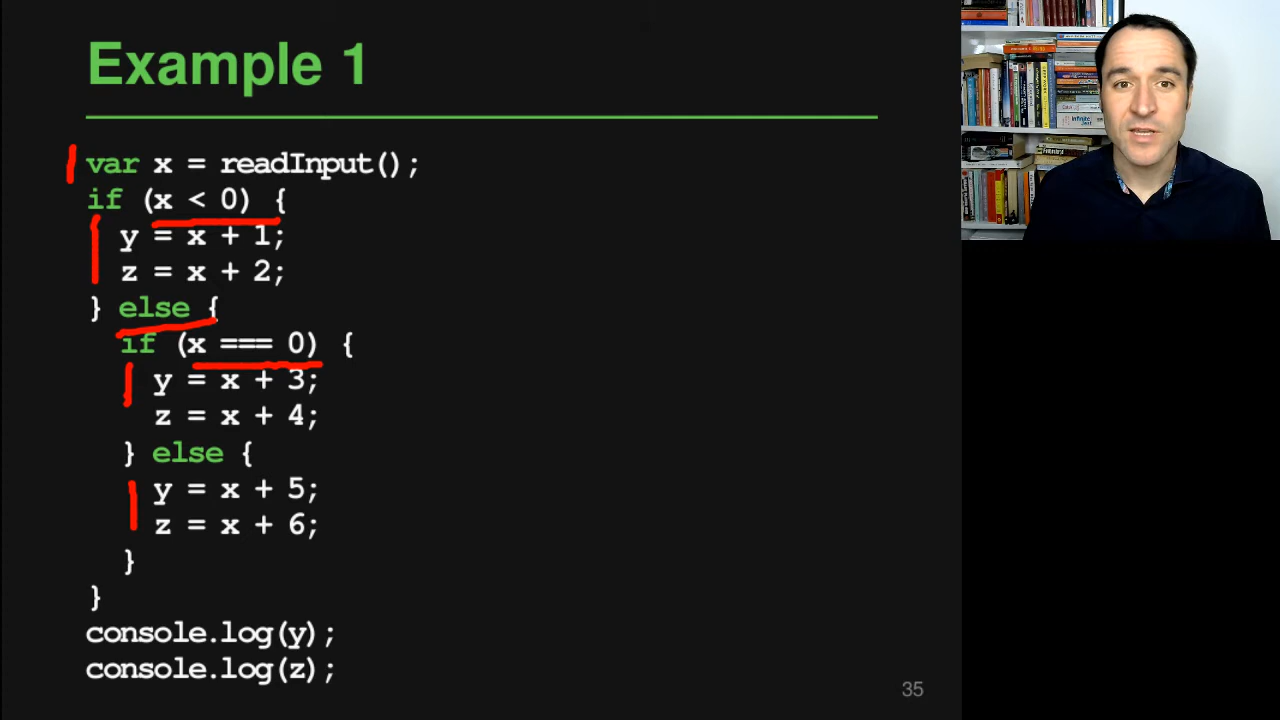 Example 1
var x = readInput();
if (x < 0) {
  y = x + 1;
  z = x + 2;
} else {
  if (x === 0) {
    y = x + 3;
    z = x + 4;
  } else {
    y = x + 5;
    z = x + 6;
  }
}
console.log(y);
console.log(z);
35